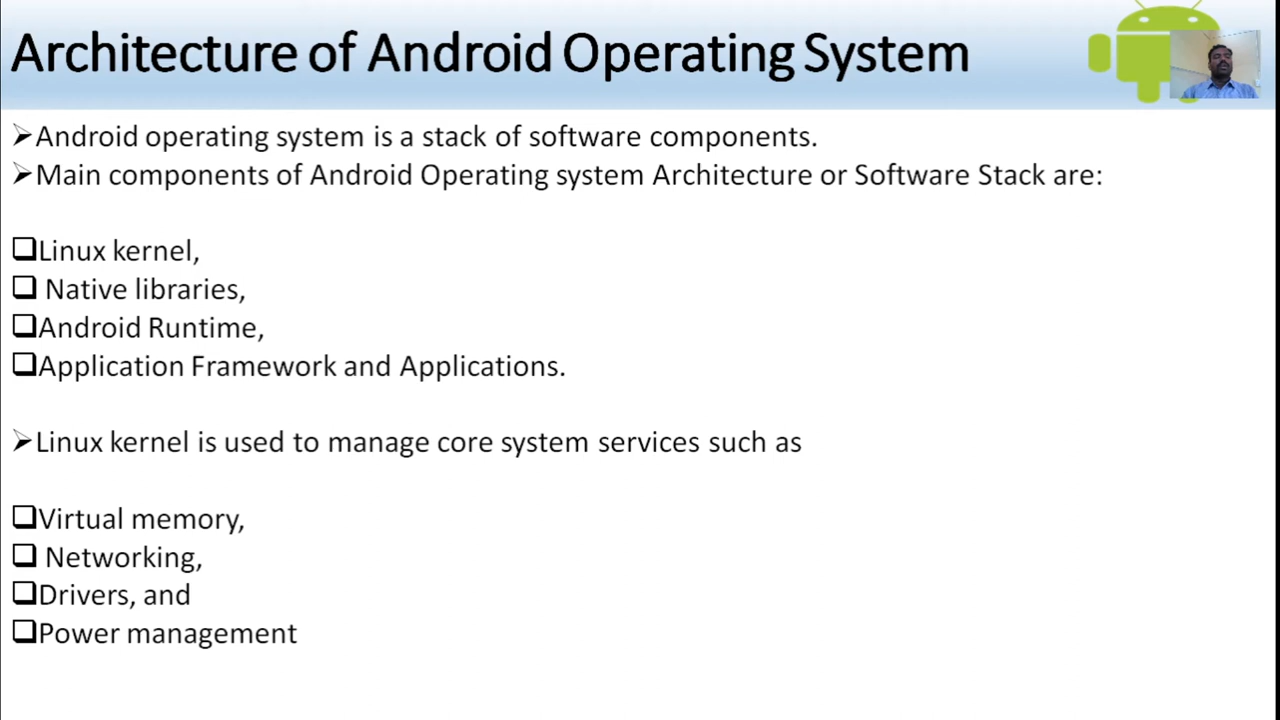 Architecture of Android Operating System
➢Android operating system is a stack of software components.
➢Main components of Android Operating system Architecture or Software Stack are:
❑Linux kernel,
❑ Native libraries,
❑Android Runtime,
❑Application Framework and Applications.
➢Linux kernel is used to manage core system services such as
❑Virtual memory,
❑ Networking,
❑Drivers, and
❑Power management